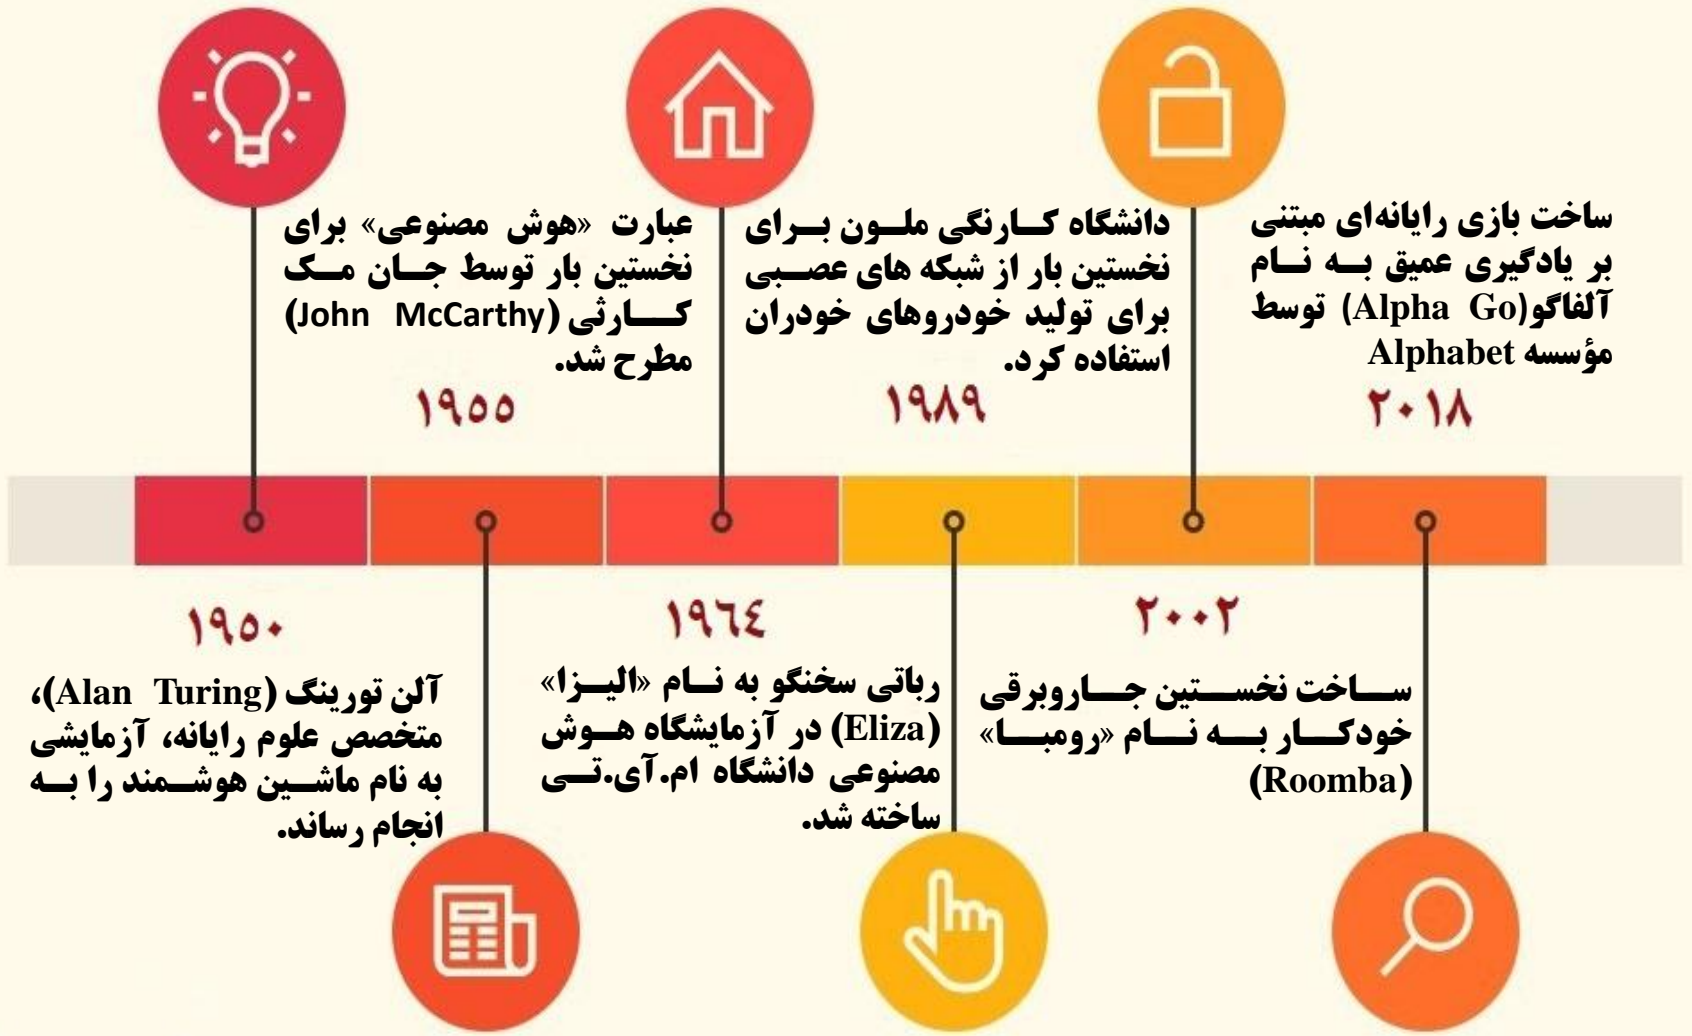 عبارت «هوش مصنوعی» برای
نخستین بار توسط جان مک
کارثی (John McCarthy)
مطرح شد.
۱۹۵۵
دانشگاه کارنگی ملون برای
نخستین بار از شبکه های عصبی
برای تولید خودروهای خودران
استفاده کرد.
۱۹۸۹
ساخت بازی رایانه‌ای مبتنی
بر یادگیری عمیق به نام
آلفاگو(Alpha Go) توسط
مؤسسه Alphabet
۲۰۱۸
۱۹۵۰
آلن تورینگ (Alan Turing)،
متخصص علوم رایانه، آزمایشی
به نام ماشین هوشمند را به
انجام رساند.
۱۹٦٤
رباتی سخنگو به نام «الیزا»
(Eliza) در آزمایشگاه هوش
مصنوعی دانشگاه ام.آی.تی
ساخته شد.
۲۰۰۲
ساخت نخستین جاروبرقی
خودکار به نام «رومبا»
(Roomba)